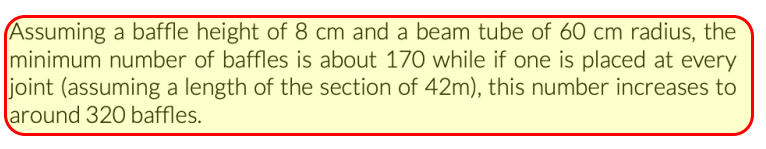 Assuming a baffle height of 8 cm and a beam tube of 60 cm radius, the
minimum number of baffles is about 170 while if one is placed at every
joint (assuming a length of the section of 42m), this number increases to
around 320 baffles.